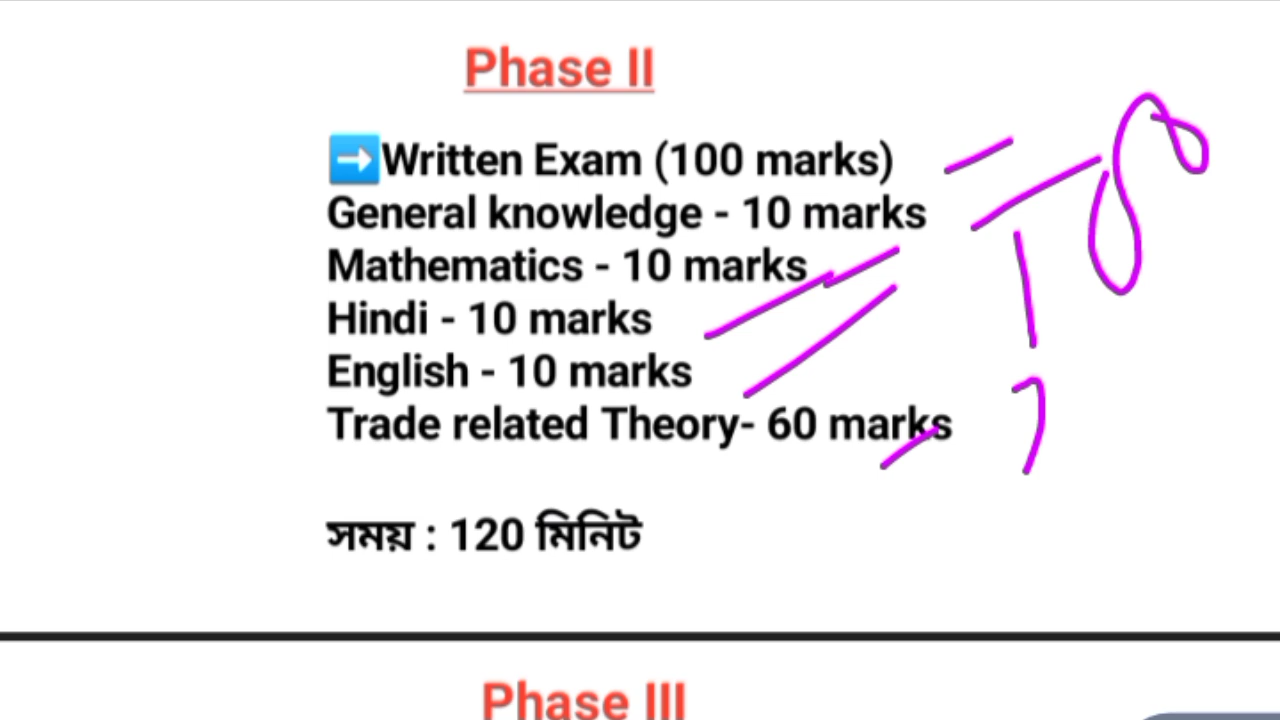 Phase II
➡️Written Exam (100 marks)
General knowledge - 10 marks
Mathematics - 10 marks
Hindi - 10 marks
English - 10 marks
Trade related Theory- 60 marks
সময় : 120 মিনিট
Phase III